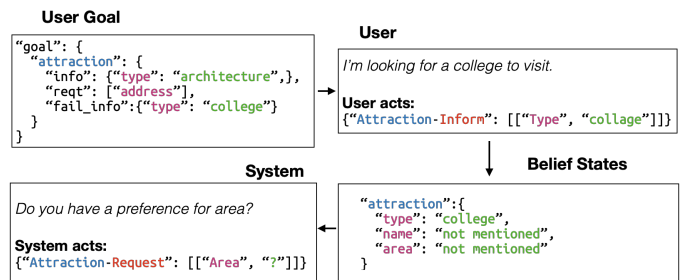 User Goal
“goal”: {
“attraction”: {
“info”: {“type”: “architecture”,},
“reqt”: [“address”],
“fail_info”:{“type”: “college”}
}
}
User
I’m looking for a college to visit.
User acts:
{“Attraction-Inform”: [[“Type”, “collage”]]}
Belief States
“attraction”:{
“type”: “college”,
“name”: “not mentioned”,
“area”: “not mentioned”
}
System
Do you have a preference for area?
System acts:
{“Attraction-Request”: [[“Area”, “?”]]}